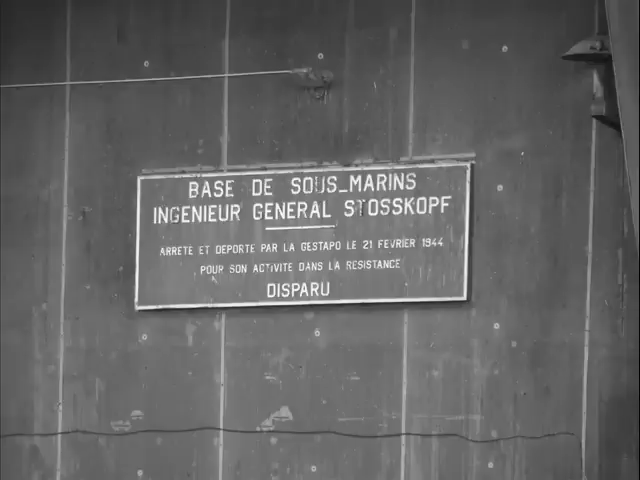 BASE DE SOUS_MARINS
INGENIEUR GENERAL STOSSKOPF
ARRETE ET DEPORTE PAR LA GESTAPO LE 21 FEVRIER 1944
POUR SON ACTIVITE DANS LA RESISTANCE
DISPARU